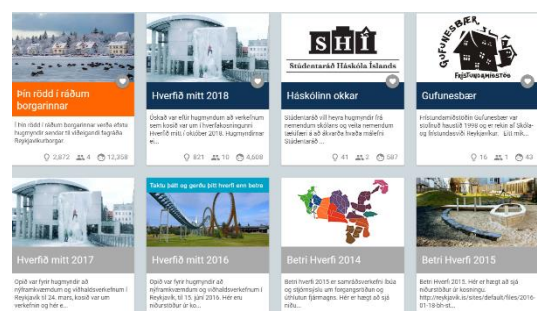 Þín rödd í ráðum
borgarinnar
Í Þín rödd í ráðum borgarinnar verða efstu
hugmyndir sendar til viðeigandi fagráða
Reykjavíkurborgar.
2,872 4 12,358
Hverfið mitt 2018
Óskað var eftir hugmyndum að verkefnum
sem kosið var um í íbúakosningunni
Hverfið mitt í október 2018. Hugmyndirnar
ei...
821 10 4,608
SHÍ
Stúdentaráð Háskóla Íslands
Háskólinn okkar
Stúdentaráð vill heyra hugmyndir frá
nemendum skólans og veita nemendum
tækifæri á að ákvarða hvaða málefni
Stúdentaráð ...
41 3 587
GUFUNESBÆR
FRÍSTUNDAMIÐSTÖÐ
Gufunesbær
Frístundamiðstöðin Gufunesbær var
stofnuð haustið 1998 og er rekin af Skóla-
og frístundasviði Reykjavíkur. Eitt mik...
16 1 43
Hverfið mitt 2017
Opið var fyrir hugmyndum að
nýframkvæmdum og viðhaldsverkefnum í
Reykjavík til 24. mars, kosið var um
verkefnin og hér e...
Taktu þátt og gerðu þitt hverfi enn betra
Hverfið mitt 2016
Opið var fyrir hugmyndir að
nýframkvæmdum og viðhaldsverkefnum í
Reykjavík, til 15. júní 2016. Hér eru
niðurstöður úr ko...
Betri Hverfi 2014
Betri hverfi 2015 er samráðsverkefni íbúa
og stjórnsýslu um forgangsröðun og
úthlutun fjármagns. Hér er hægt að sjá
niðu...
Betri Hverfi 2015
Betri hverfi 2015. Hér er hægt að sjá
niðurstöður úr kosningu.
http://reykjavik.is/sites/default/files/2016
-01-18-bh-st...